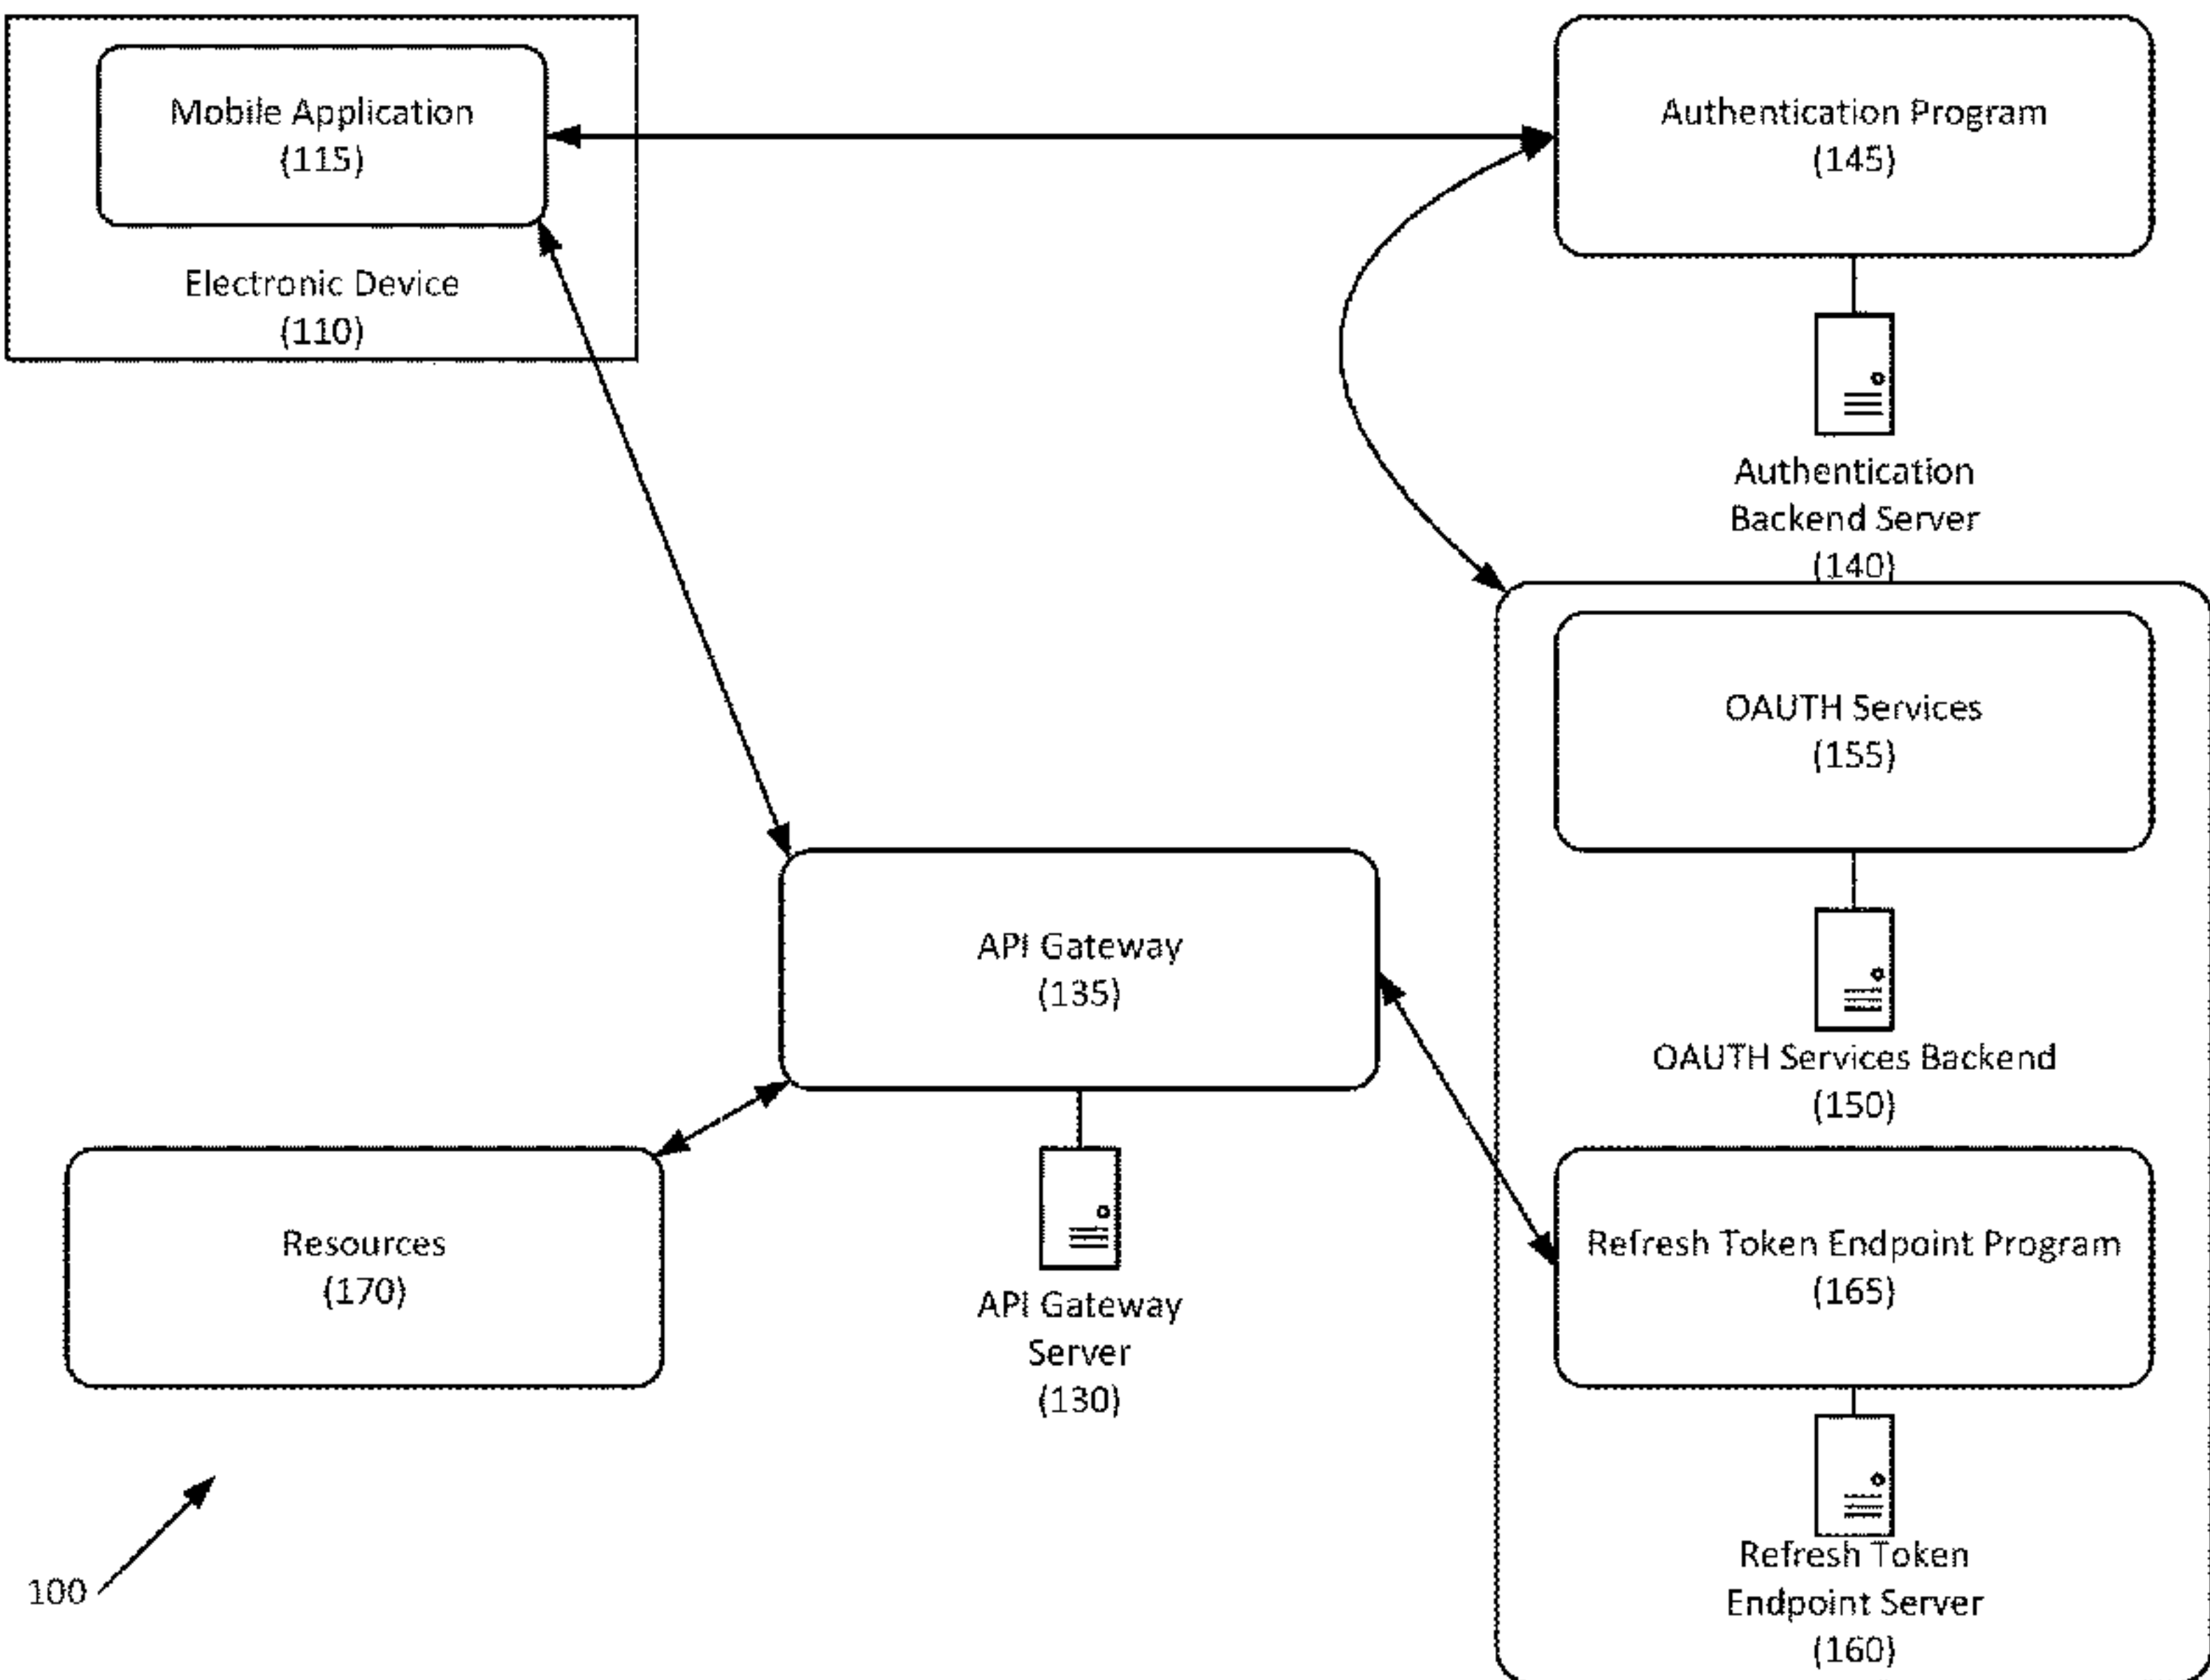 Mobile Application
(115)
Electronic Device
(110)
Authentication Program
(145)
Authentication
Backend Server
(140)
OAUTH Services
(155)
OAUTH Services Backend
(150)
API Gateway
(135)
API Gateway
Server
(130)
Resources
(170)
Refresh Token Endpoint Program
(165)
Refresh Token
Endpoint Server
(160)
100